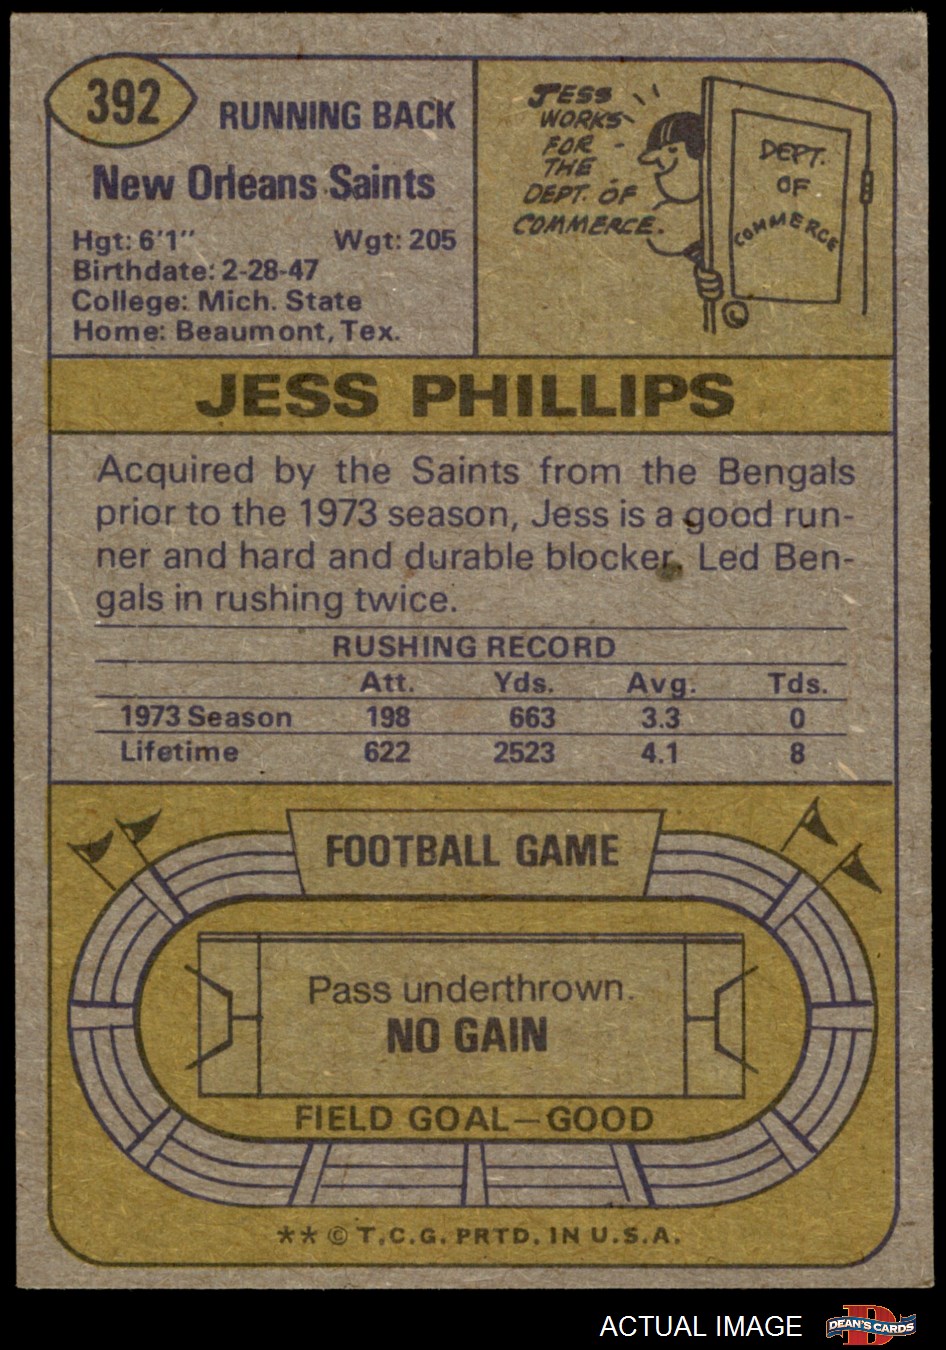 392
RUNNING BACK
New Orleans Saints
Hgt: 6'1" Wgt: 205
Birthdate: 2-28-47
College: Mich. State
Home: Beaumont, Tex.
JESS
WORKS
FOR
THE
DEPT. OF
COMMERCE.
DEPT.
OF
COMMERCE
JESS PHILLIPS
Acquired by the Saints from the Bengals
prior to the 1973 season, Jess is a good run-
ner and hard and durable blocker. Led Ben-
gals in rushing twice.
RUSHING RECORD
Att. Yds. Avg. Tds.
1973 Season 198 663 3.3 0
Lifetime 622 2523 4.1 8
FOOTBALL GAME
Pass underthrown.
NO GAIN
FIELD GOAL—GOOD
** © T.C.G. PRTD. IN U.S.A.
ACTUAL IMAGE
D
DEAN'S CARDS